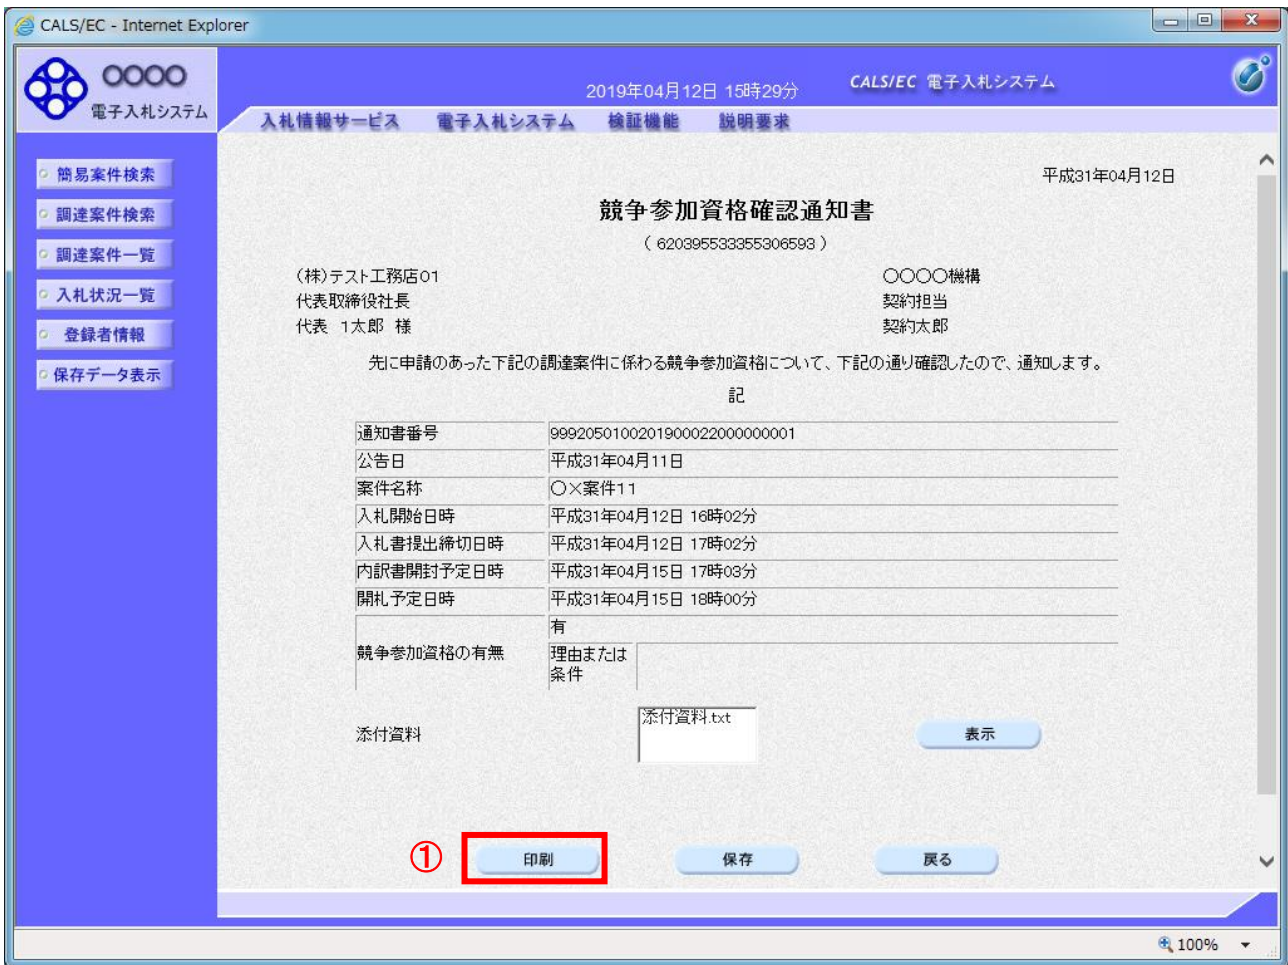 CALS/EC - Internet Explorer
〇〇〇〇
電子入札システム
2019年04月12日 15時29分
CALS/EC 電子入札システム
入札情報サービス 電子入札システム 検証機能 説明要求
簡易案件検索
調達案件検索
調達案件一覧
入札状況一覧
登録者情報
保存データ表示
平成31年04月12日
競争参加資格確認通知書
( 620395533355306593 )
(株)テスト工務店01
〇〇〇〇機構
代表取締役社長
契約担当
代表 1太郎 様
契約太郎
先に申請のあった下記の調達案件に係わる競争参加資格について、下記の通り確認したので、通知します。
記
通知書番号 99920501002019000220000­00001
公告日 平成31年04月11日
案件名称 〇×案件11
入札開始日時 平成31年04月12日 16時02分
入札書提出締切日時 平成31年04月12日 17時02分
内訳書開封予定日時 平成31年04月15日 17時03分
開札予定日時 平成31年04月15日 18時00分
競争参加資格の有無 有
理由または
条件
添付資料 添付資料.txt 表示
① 印刷 保存 戻る
100%